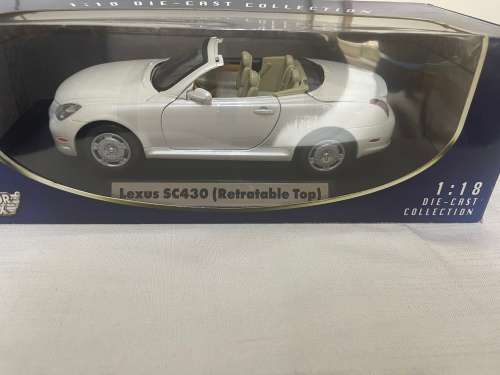 1:18 DIE-CAST COLLECTION
Lexus SC430 (Retratable Top)
1:18
DIE-CAST
COLLECTION